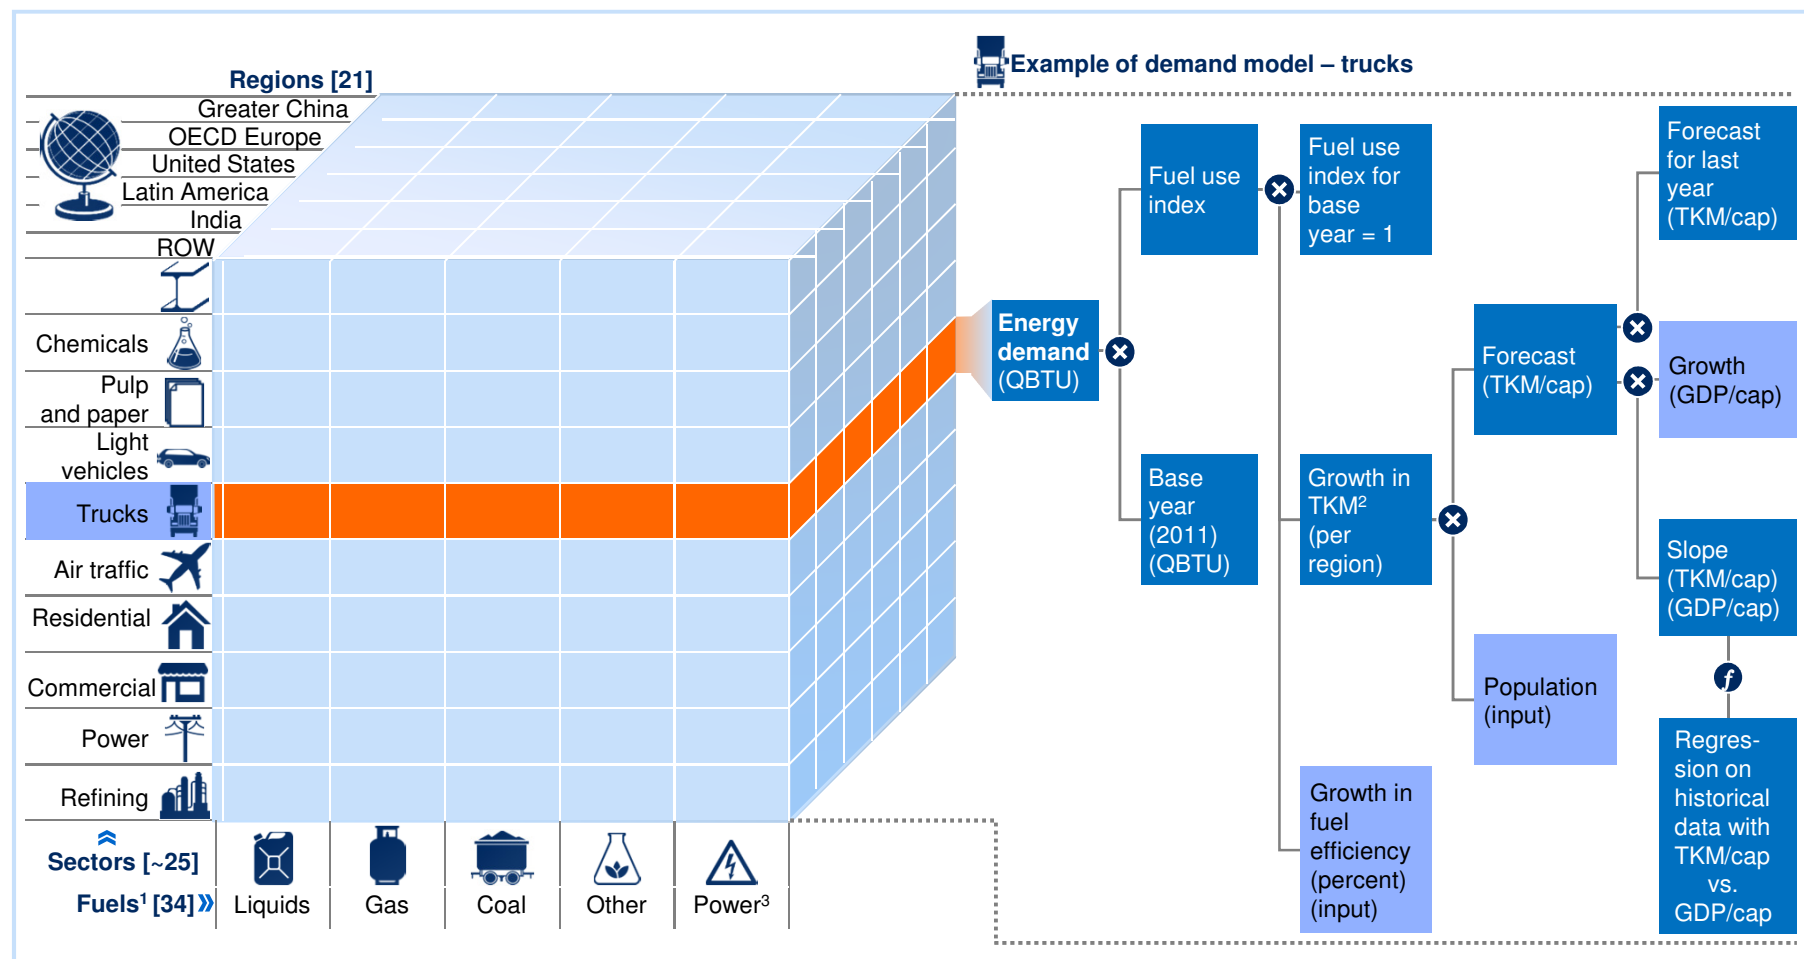 Example of demand model – trucks
Regions [21]
Greater China
OECD Europe
United States
Latin America
India
ROW
Chemicals
Pulp
and paper
Light
vehicles
Trucks
Air traffic
Residential
Commercial
Power
Refining
Sectors [~25]
Fuels¹ [34]
Liquids
Gas
Coal
Other
Power³
Energy
demand
(QBTU)
Fuel use
index
Base
year
(2011)
(QBTU)
Fuel use
index for
base
year = 1
Growth in
TKM²
(per
region)
Growth in
fuel
efficiency
(percent)
(input)
Forecast
(TKM/cap)
Population
(input)
Forecast
for last
year
(TKM/cap)
Growth
(GDP/cap)
Slope
(TKM/cap)
(GDP/cap)
f
Regres-
sion on
historical
data with
TKM/cap
vs.
GDP/cap